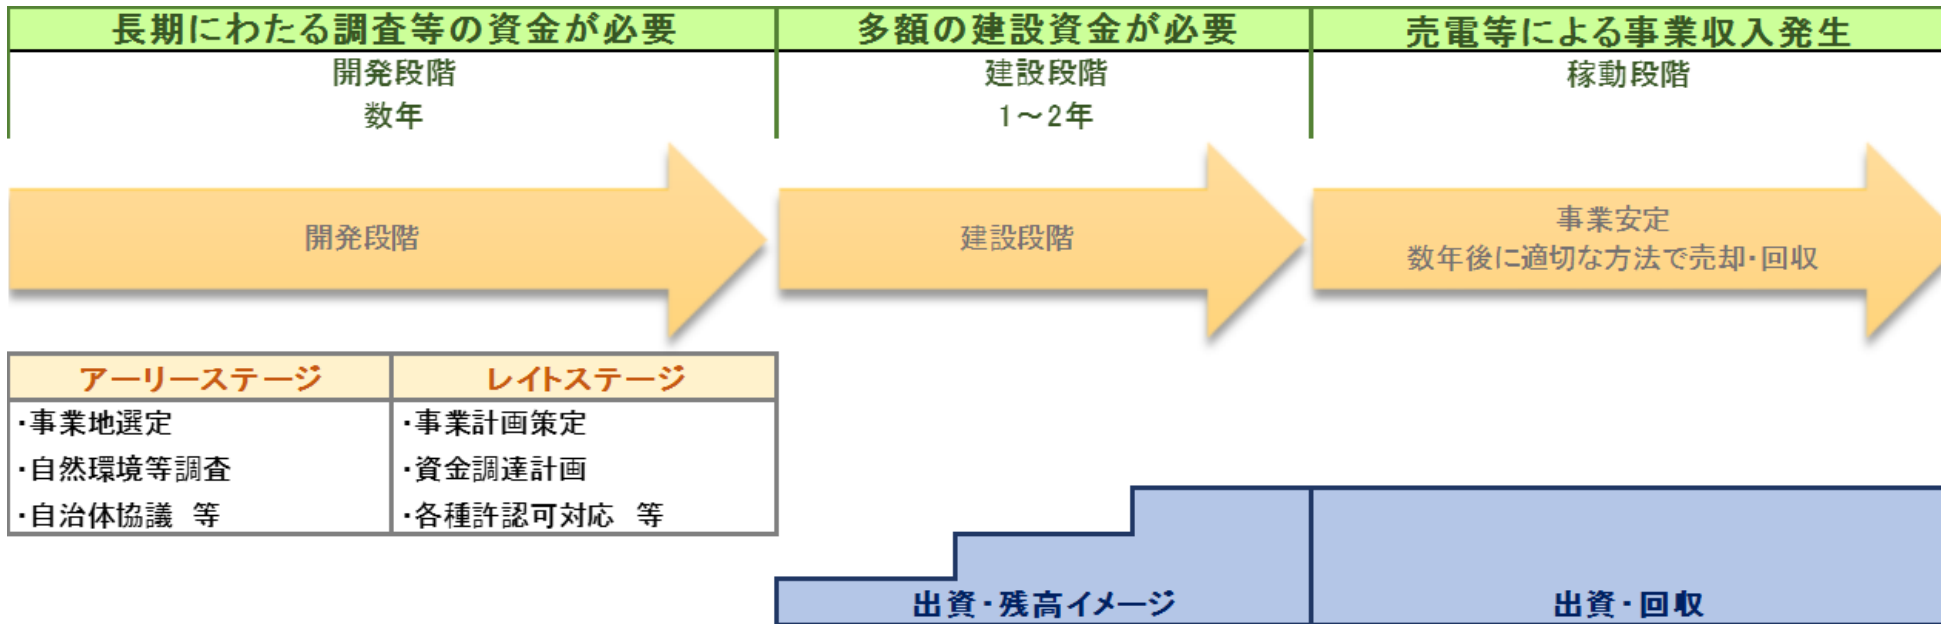 長期にわたる調査等の資金が必要
多額の建設資金が必要
売電等による事業収入発生
開発段階
数年
建設段階
1～2年
稼動段階
開発段階
建設段階
事業安定
数年後に適切な方法で売却・回収
アーリーステージ
レイトステージ
・事業地選定
・自然環境等調査
・自治体協議　等
・事業計画策定
・資金調達計画
・各種許認可対応　等
出資・残高イメージ
出資・回収